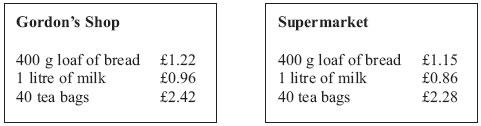 Gordon's Shop
400 g loaf of bread £1.22
1 litre of milk £0.96
40 tea bags £2.42
Supermarket
400 g loaf of bread £1.15
1 litre of milk £0.86
40 tea bags £2.28